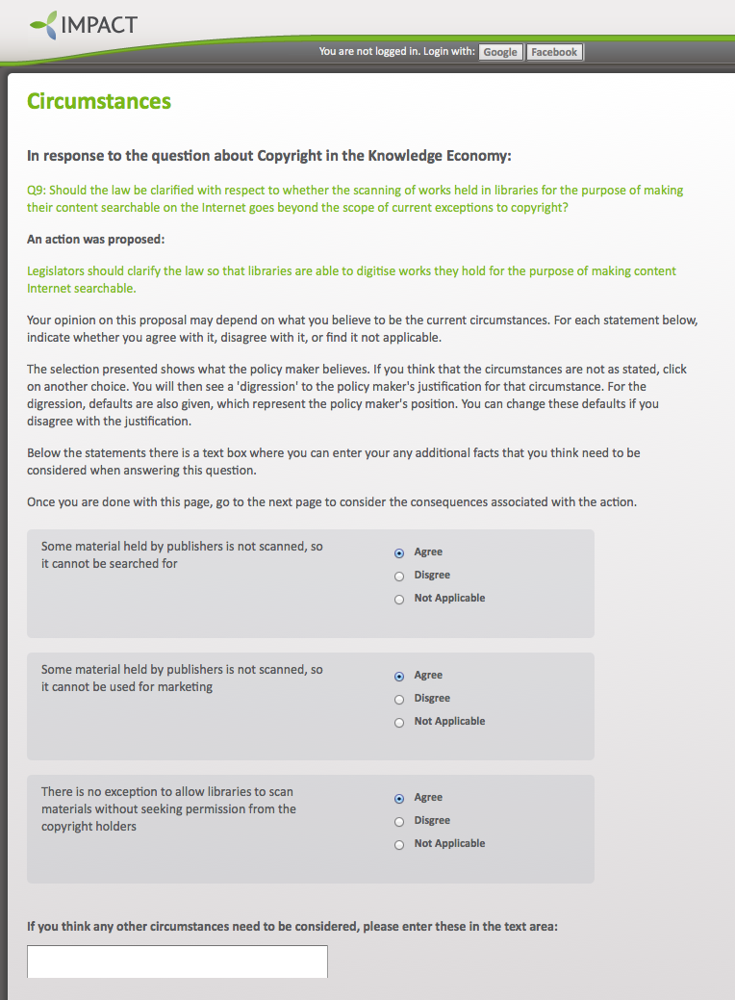 IMPACT
You are not logged in. Login with: Google Facebook
Circumstances
In response to the question about Copyright in the Knowledge Economy:
Q9: Should the law be clarified with respect to whether the scanning of works held in libraries for the purpose of making
their content searchable on the Internet goes beyond the scope of current exceptions to copyright?
An action was proposed:
Legislators should clarify the law so that libraries are able to digitise works they hold for the purpose of making content
Internet searchable.
Your opinion on this proposal may depend on what you believe to be the current circumstances. For each statement below,
indicate whether you agree with it, disagree with it, or find it not applicable.
The selection presented shows what the policy maker believes. If you think that the circumstances are not as stated, click
on another choice. You will then see a 'digression' to the policy maker's justification for that circumstance. For the
digression, defaults are also given, which represent the policy maker's position. You can change these defaults if you
disagree with the justification.
Below the statements there is a text box where you can enter your any additional facts that you think need to be
considered when answering this question.
Once you are done with this page, go to the next page to consider the consequences associated with the action.
Some material held by publishers is not scanned, so
it cannot be searched for
Agree
Disgree
Not Applicable
Some material held by publishers is not scanned, so
it cannot be used for marketing
Agree
Disgree
Not Applicable
There is no exception to allow libraries to scan
materials without seeking permission from the
copyright holders
Agree
Disgree
Not Applicable
If you think any other circumstances need to be considered, please enter these in the text area: